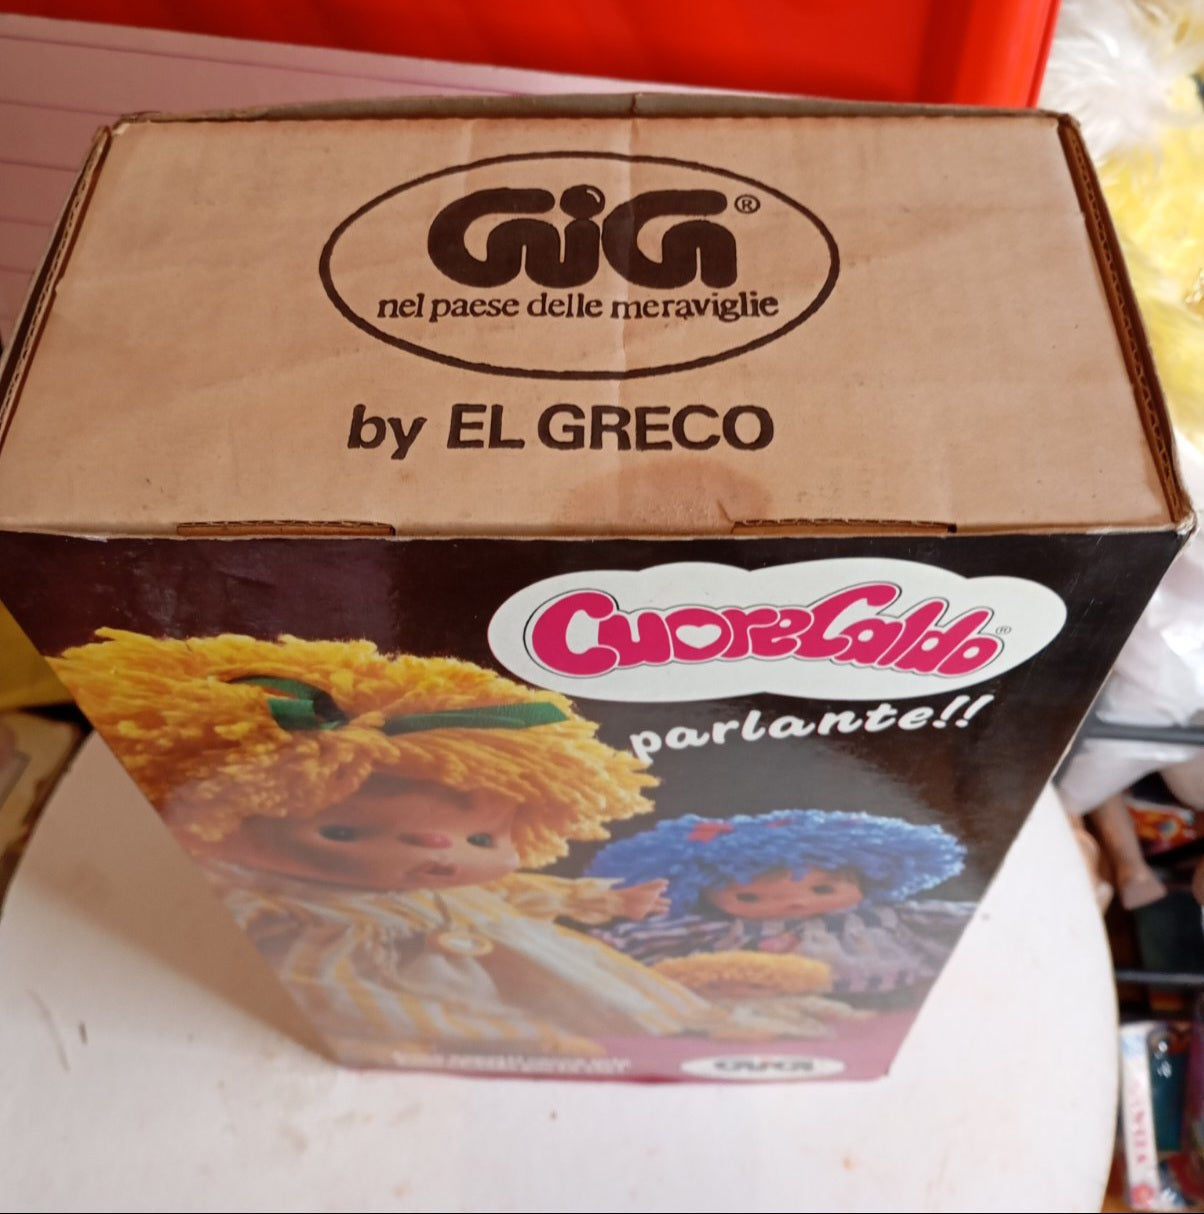 GiG®
nel paese delle meraviglie
by EL GRECO
CuoreCaldo®
parlante!!
GiG